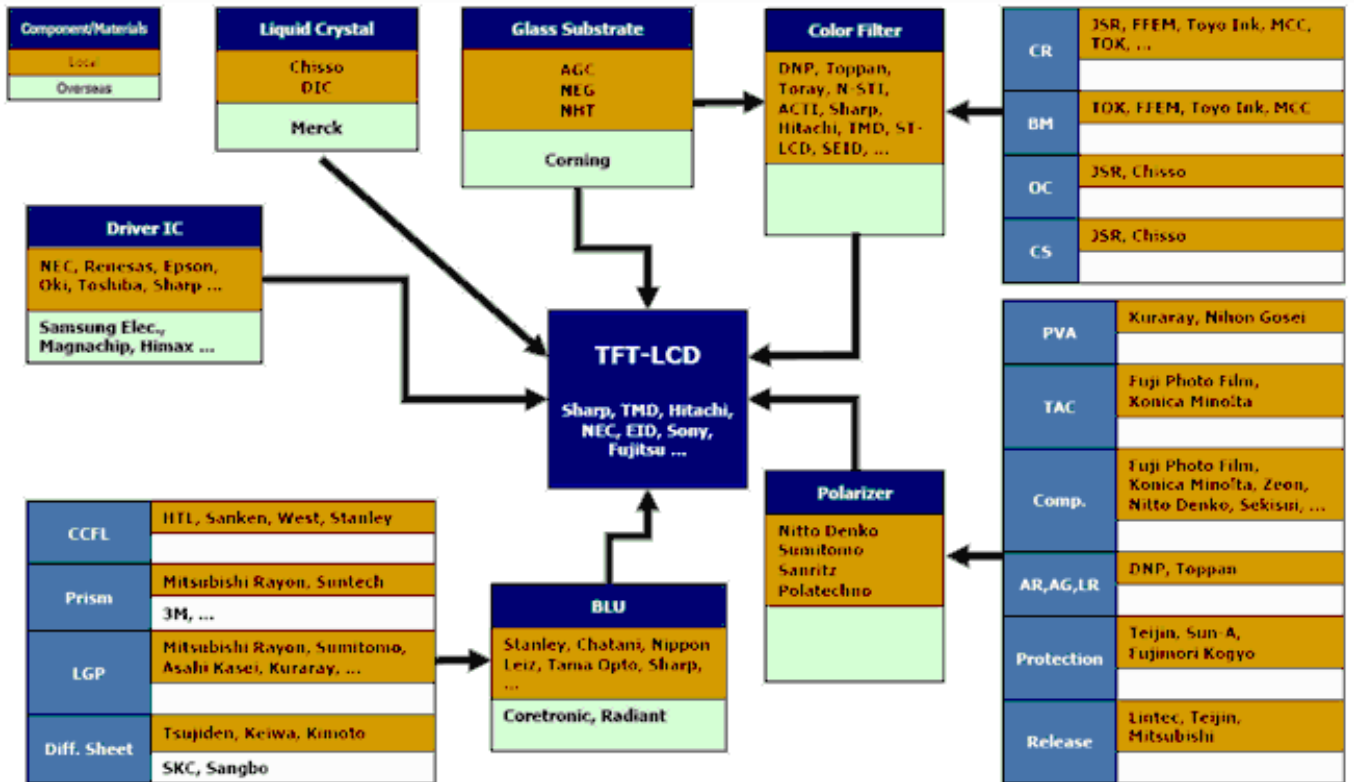 Component/Materials
Local
Overseas
Liquid Crystal
Chisso
DIC
Merck
Glass Substrate
AGC
NEG
NHT
Corning
Color Filter
DNP, Toppan,
Toray, N-STI,
ACTI, Sharp,
Hitachi, TMD, ST-
LCD, SEID, ...
CR
JSR, FFEM, Toyo Ink, MCC,
TOX, ...
BM
TOX, FFEM, Toyo Ink, MCC
OC
JSR, Chisso
CS
JSR, Chisso
Driver IC
NEC, Renesas, Epson,
Oki, Toshiba, Sharp ...
Samsung Elec.,
Magnachip, Himax ...
TFT-LCD
Sharp, TMD, Hitachi,
NEC, EID, Sony,
Fujitsu ...
PVA
Kuraray, Nihon Gosei
TAC
Fuji Photo Film,
Konica Minolta
Comp.
Fuji Photo Film,
Konica Minolta, Zeon,
Nitto Denko, Sekisui, ...
AR,AG,LR
DNP, Toppan
Protection
Teijin, Sun-A,
Fujimori Kogyo
Release
Lintec, Teijin,
Mitsubishi
Polarizer
Nitto Denko
Sumitomo
Sanritz
Polatechno
CCFL
HTL, Sanken, West, Stanley
Prism
Mitsubishi Rayon, Suntech
3M, ...
LGP
Mitsubishi Rayon, Sumitomo,
Asahi Kasei, Kuraray, ...
Diff. Sheet
Tsujiden, Keiwa, Kimoto
SKC, Sangbo
BLU
Stanley, Chatani, Nippon
Leiz, Tama Opto, Sharp,
...
Coretronic, Radiant